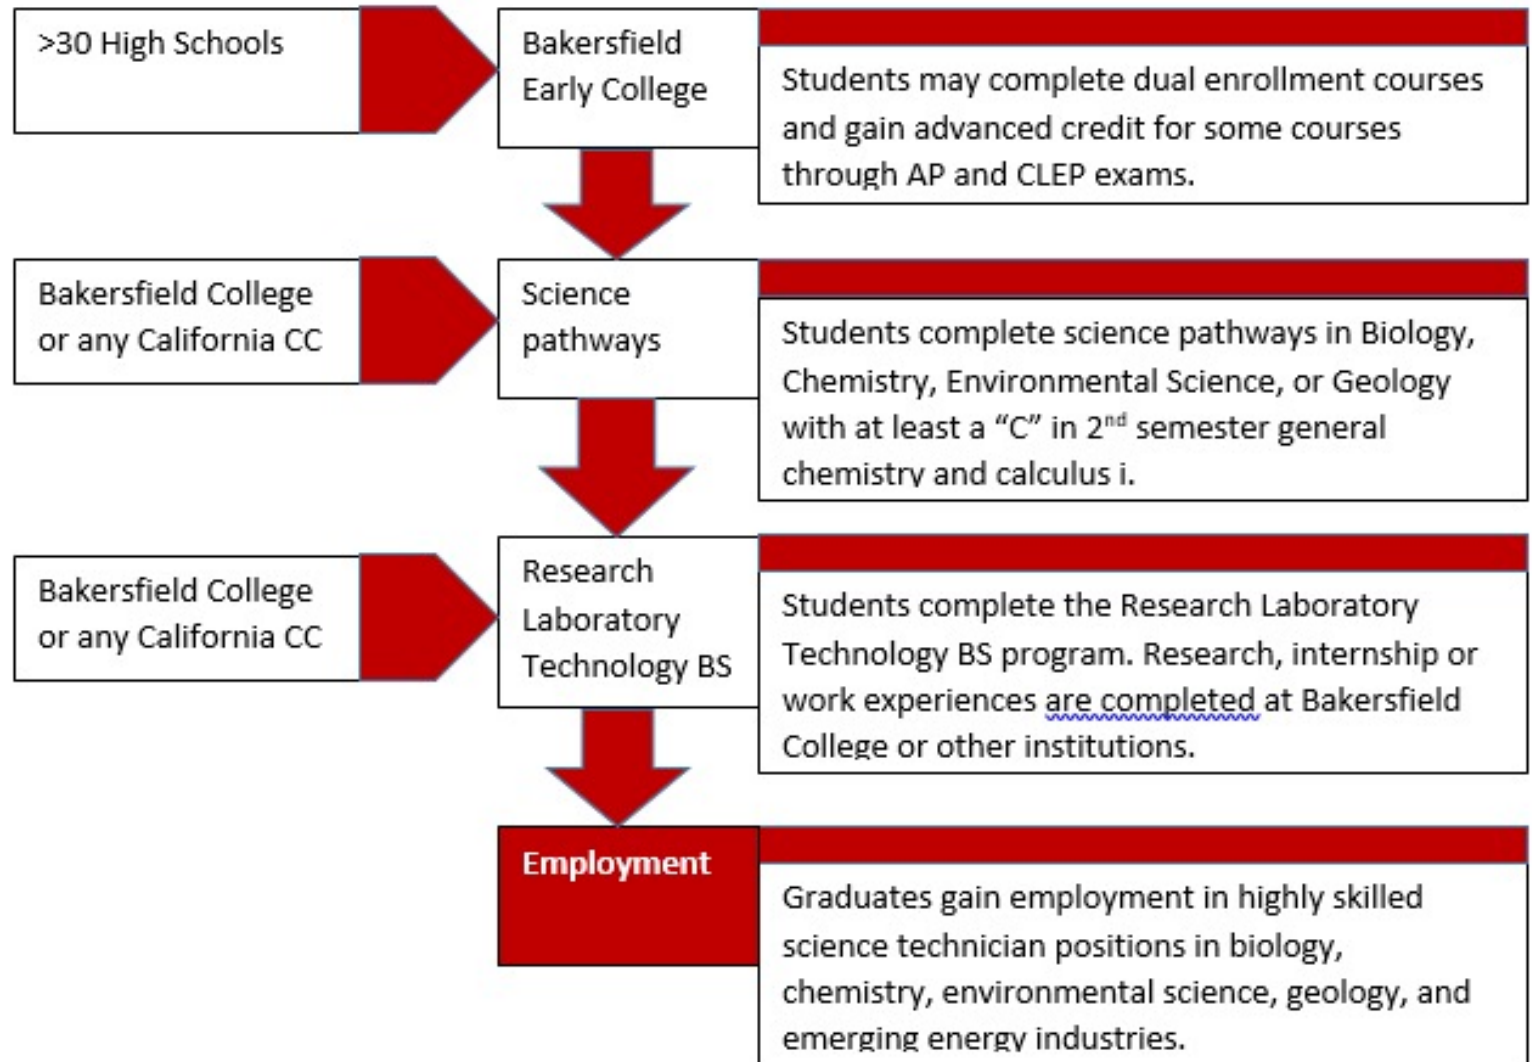 >30 High Schools
Bakersfield
Early College
Students may complete dual enrollment courses
and gain advanced credit for some courses
through AP and CLEP exams.
Bakersfield College
or any California CC
Science
pathways
Students complete science pathways in Biology,
Chemistry, Environmental Science, or Geology
with at least a “C” in 2nd semester general
chemistry and calculus i.
Bakersfield College
or any California CC
Research
Laboratory
Technology BS
Students complete the Research Laboratory
Technology BS program. Research, internship or
work experiences are completed at Bakersfield
College or other institutions.
Employment
Graduates gain employment in highly skilled
science technician positions in biology,
chemistry, environmental science, geology, and
emerging energy industries.